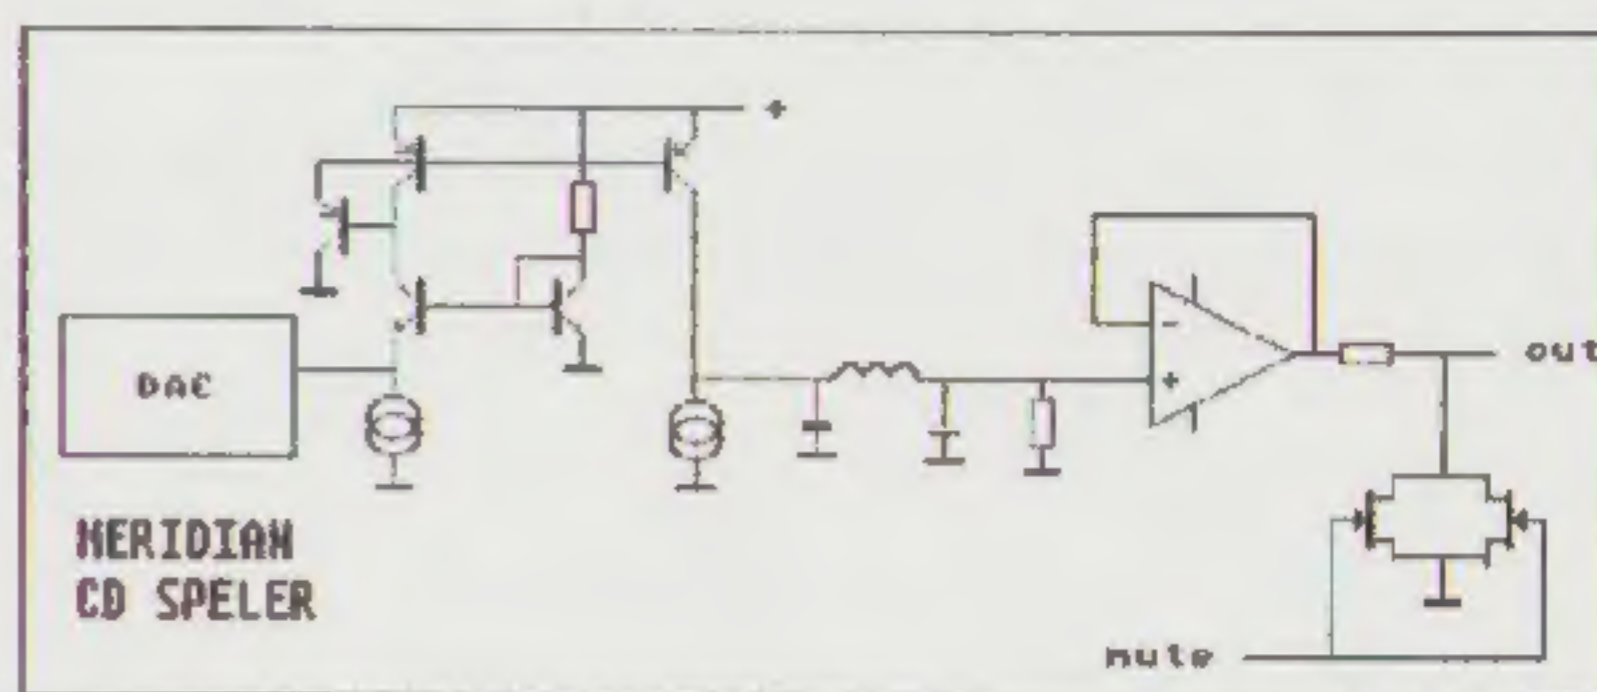 +
DAC
-
+
out
MERIDIAN
CD SPELER
mute